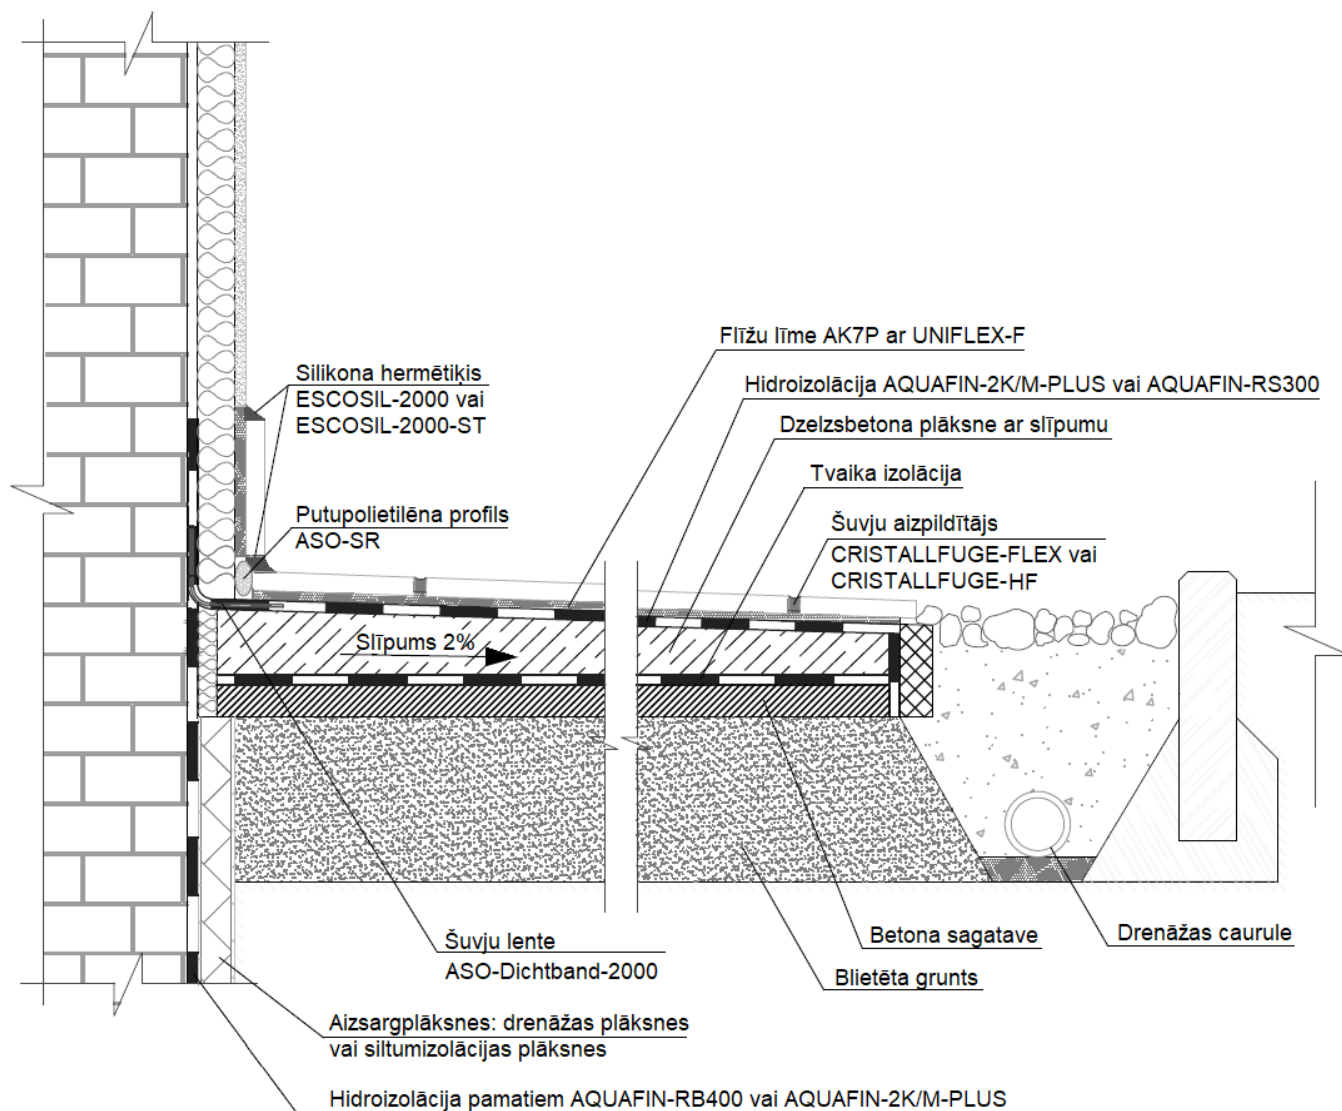 Flīžu līme AK7P ar UNIFLEX-F
Silikona hermētiķis
ESCOSIL-2000 vai
ESCOSIL-2000-ST
Hidroizolācija AQUAFIN-2K/M-PLUS vai AQUAFIN-RS300
Dzelzsbetona plāksne ar slīpumu
Tvaika izolācija
Putupolietilēna profils
ASO-SR
Šuvju aizpildītājs
CRISTALLFUGE-FLEX vai
CRISTALLFUGE-HF
Slīpums 2%
Šuvju lente
ASO-Dichtband-2000
Betona sagatave
Drenāžas caurule
Blietēta grunts
Aizsargplāksnes: drenāžas plāksnes
vai siltumizolācijas plāksnes
Hidroizolācija pamatiem AQUAFIN-RB400 vai AQUAFIN-2K/M-PLUS